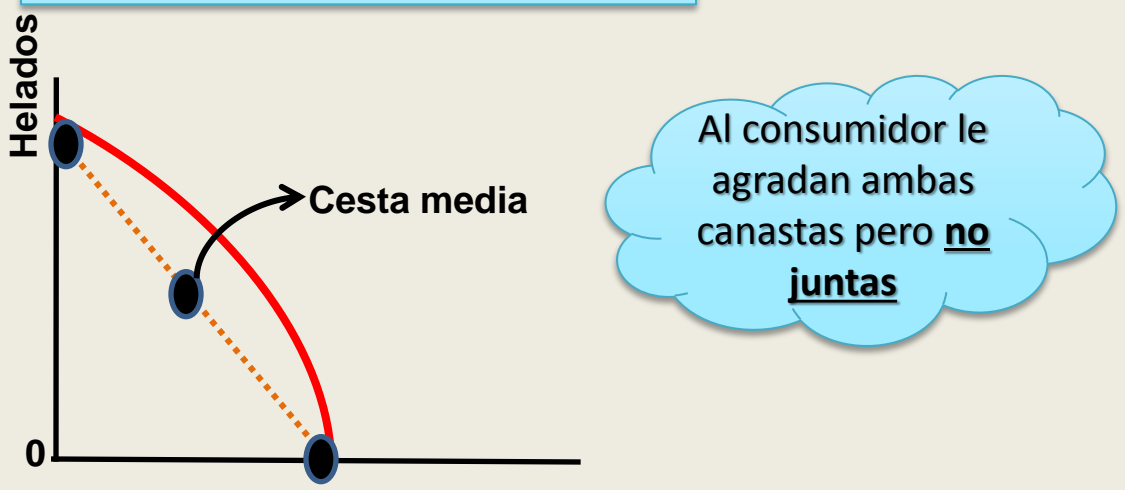 Helados
Cesta media
0
Al consumidor le
agradan ambas
canastas pero no
juntas